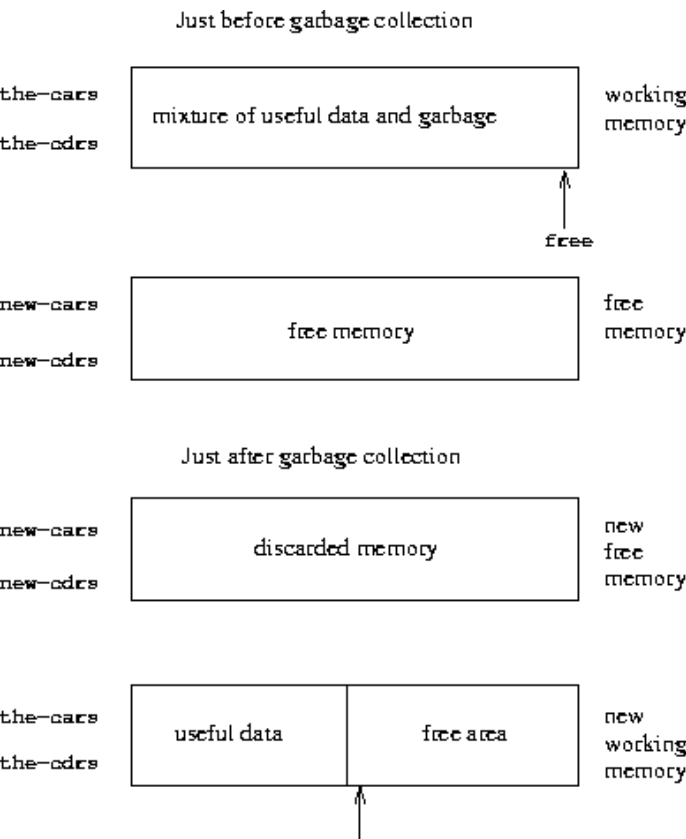 Just before garbage collection
the-cars
mixture of useful data and garbage
working
memory
the-cdrs
free
new-cars
free memory
free
memory
new-cdrs
Just after garbage collection
new-cars
discarded memory
new
free
memory
new-cdrs
the-cars
useful data
free area
new
working
memory
the-cdrs